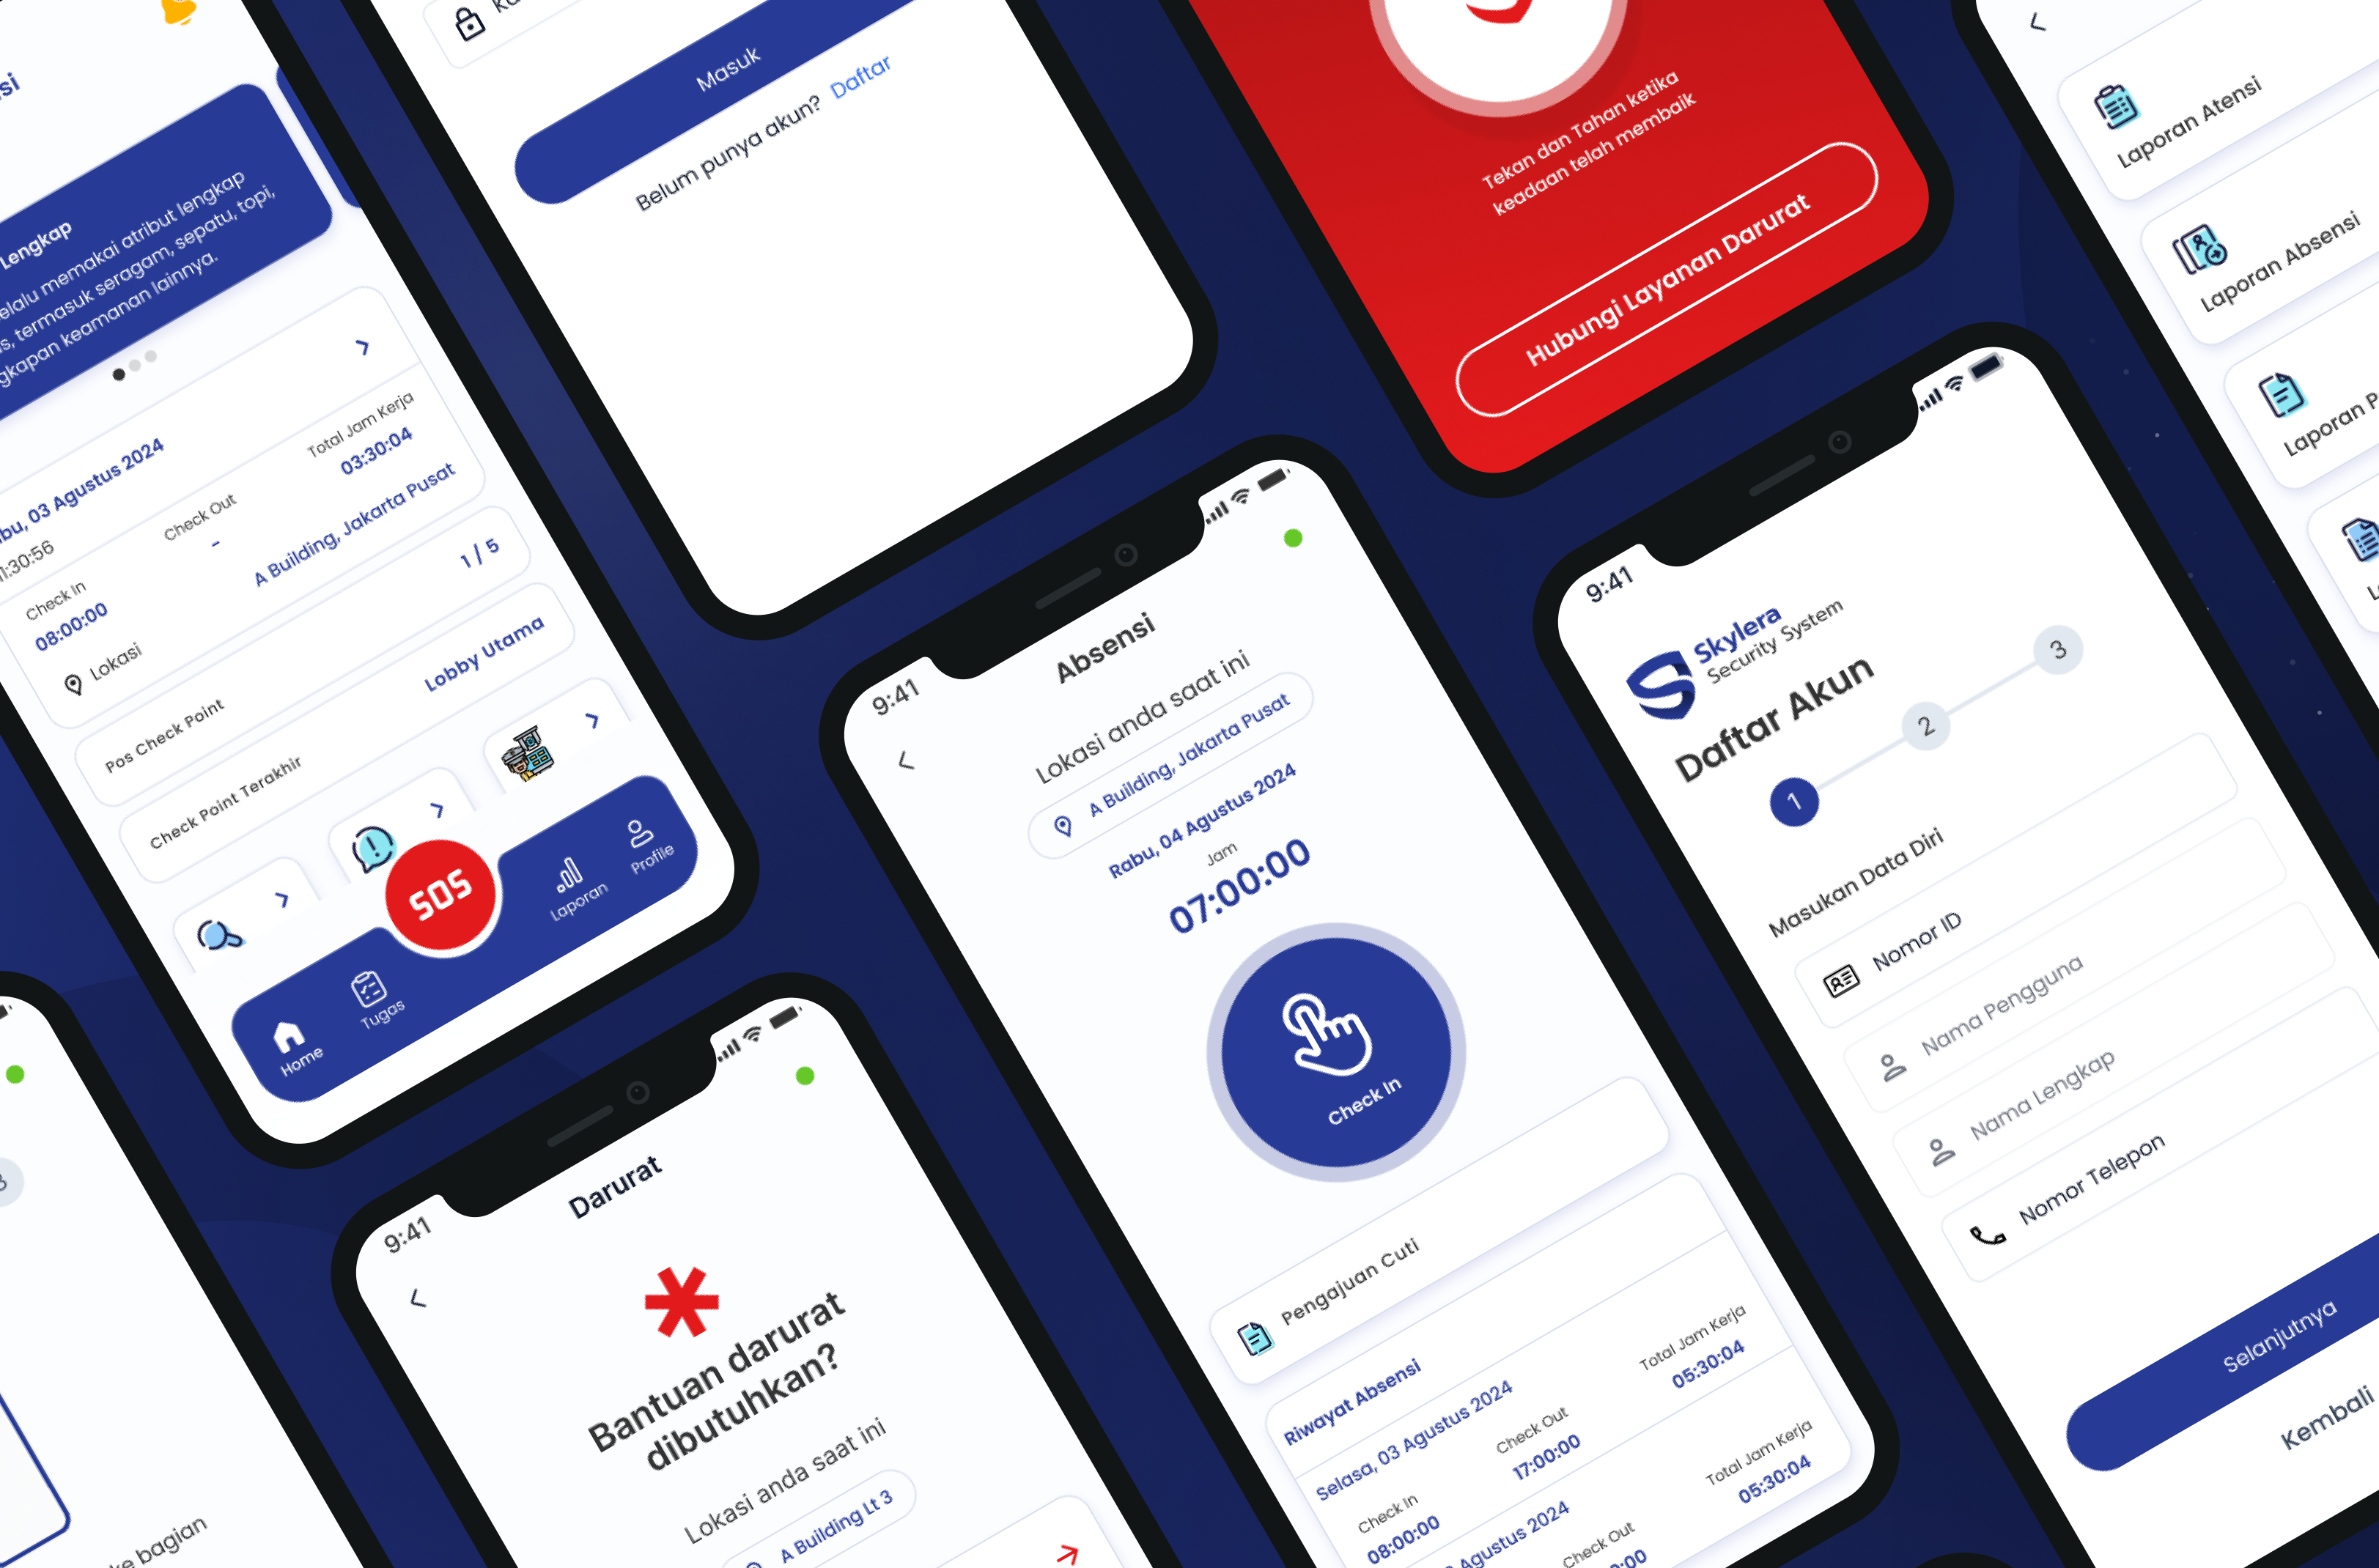 Lengkap
memakai atribut lengkap
termasuk seragam, sepatu, topi,
keamanan lainnya.
03 Agustus 2024
Check In
08:00:00
Check Out
-
Total Jam Kerja
03:30:04
Lokasi
A Building, Jakarta Pusat
Pos Check Point
1 / 5
Check Point Terakhir
Lobby Utama
Home
Tugas
SOS
Laporan
Profile
Masuk
Belum punya akun? Daftar
Tekan dan Tahan ketika
keadaan telah membaik
Hubungi Layanan Darurat
Laporan Atensi
Laporan Absensi
Laporan
9:41
Absensi
Lokasi anda saat ini
A Building, Jakarta Pusat
Rabu, 04 Agustus 2024
Jam
07:00:00
Check In
Pengajuan Cuti
Riwayat Absensi
Selasa, 03 Agustus 2024
Check In
08:00:00
Check Out
17:00:00
Total Jam Kerja
05:30:04
Agustus 2024
Check Out
Total Jam Kerja
05:30:04
9:41
Skylera
Security System
Daftar Akun
1
2
3
Masukan Data Diri
Nomor ID
Nama Pengguna
Nama Lengkap
Nomor Telepon
Selanjutnya
Kembali
9:41
Darurat
Bantuan darurat
dibutuhkan?
Lokasi anda saat ini
A Building Lt 3
3
bagian